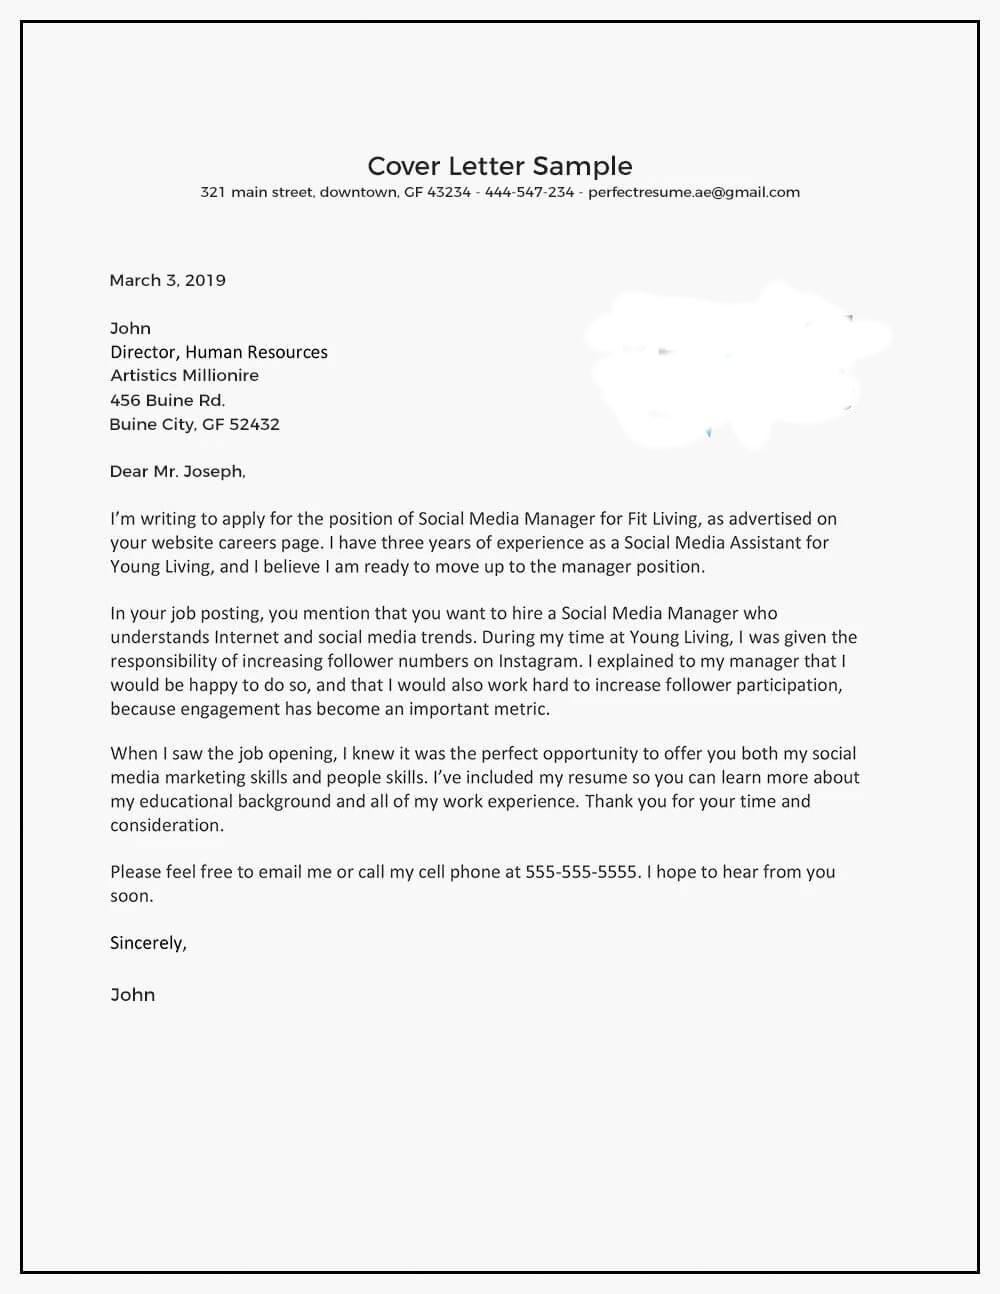 Cover Letter Sample
321 main street, downtown, GF 43234 - 444-547-234 - perfectresume.ae@gmail.com
March 3, 2019
John
Director, Human Resources
Artistics Millionire
456 Buine Rd.
Buine City, GF 52432
Dear Mr. Joseph,
I’m writing to apply for the position of Social Media Manager for Fit Living, as advertised on
your website careers page. I have three years of experience as a Social Media Assistant for
Young Living, and I believe I am ready to move up to the manager position.
In your job posting, you mention that you want to hire a Social Media Manager who
understands Internet and social media trends. During my time at Young Living, I was given the
responsibility of increasing follower numbers on Instagram. I explained to my manager that I
would be happy to do so, and that I would also work hard to increase follower participation,
because engagement has become an important metric.
When I saw the job opening, I knew it was the perfect opportunity to offer you both my social
media marketing skills and people skills. I’ve included my resume so you can learn more about
my educational background and all of my work experience. Thank you for your time and
consideration.
Please feel free to email me or call my cell phone at 555-555-5555. I hope to hear from you
soon.
Sincerely,
John